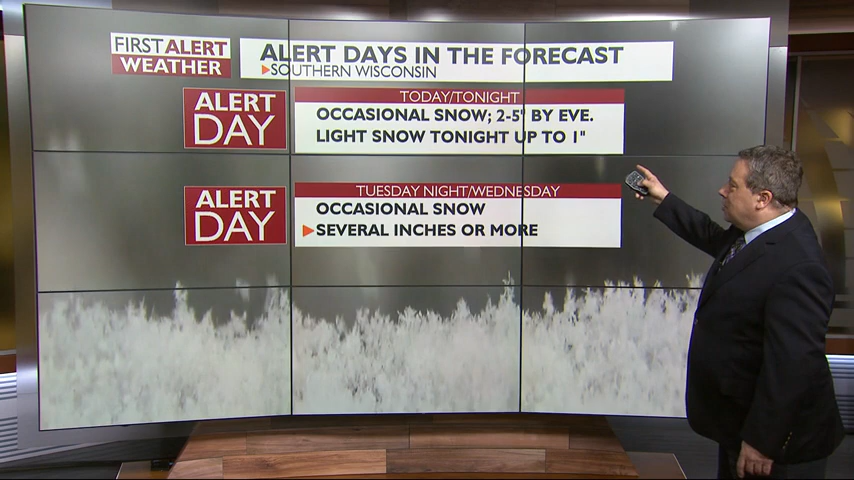 FIRST ALERT
WEATHER
ALERT DAYS IN THE FORECAST
SOUTHERN WISCONSIN
ALERT
DAY
TODAY/TONIGHT
OCCASIONAL SNOW; 2-5" BY EVE.
LIGHT SNOW TONIGHT UP TO 1"
ALERT
DAY
TUESDAY NIGHT/WEDNESDAY
OCCASIONAL SNOW
SEVERAL INCHES OR MORE